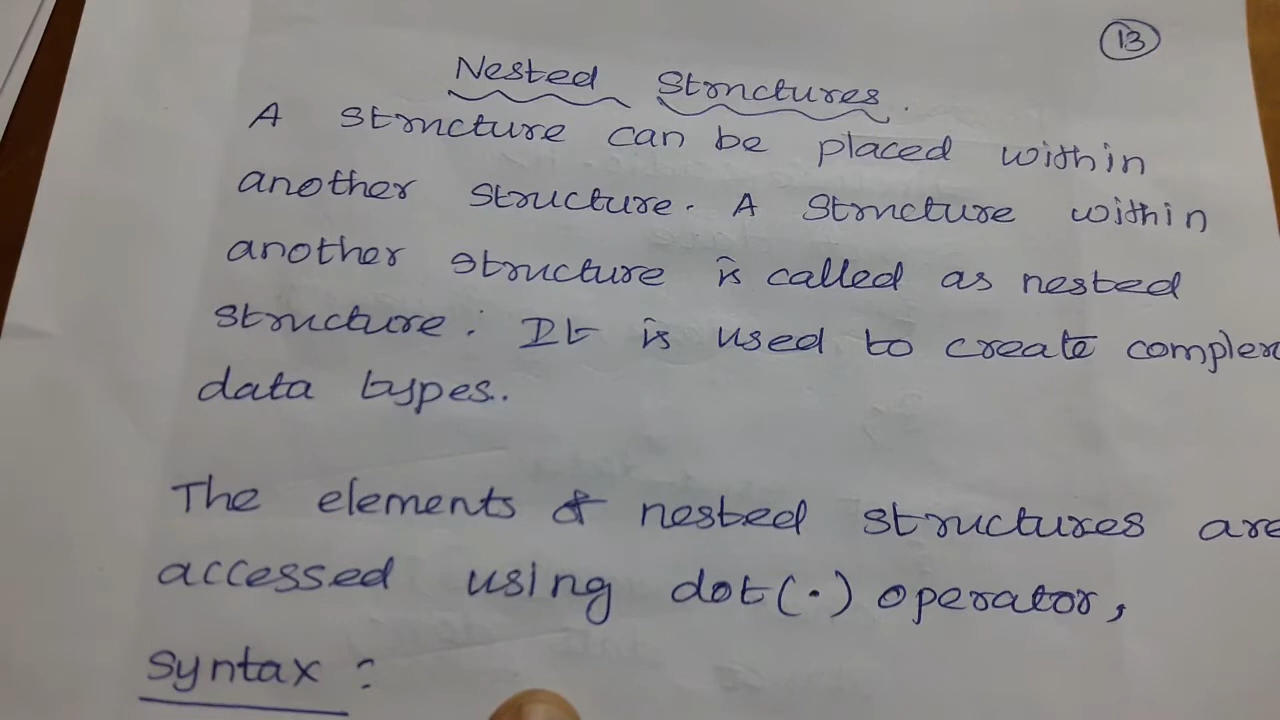 13
Nested Structures.
A structure can be placed within
another structure. A structure within
another structure is called as nested
structure. It is used to create complex
data types.
The elements of nested structures are
accessed using dot(.) operator,
Syntax :